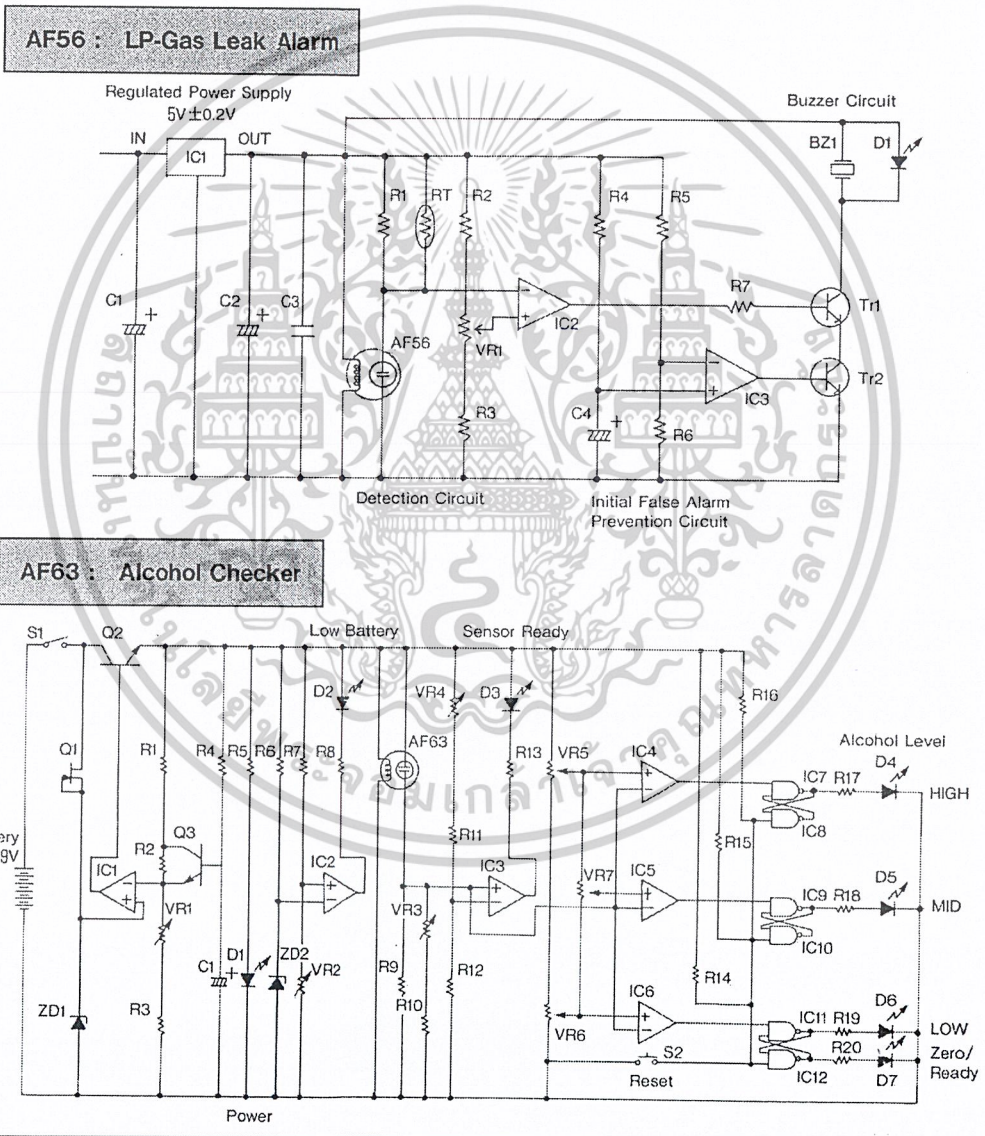 AF56 : LP-Gas Leak Alarm
Regulated Power Supply
5V±0.2V
Buzzer Circuit
IN
OUT
IC1
BZ1
D1
R1
RT
R2
R4
R5
C1
C2
C3
R7
Tr1
IC2
AF56
VR1
Tr2
IC3
C4
R3
R6
Detection Circuit
Initial False Alarm
Prevention Circuit
AF63 : Alcohol Checker
S1
Q2
Low Battery
Sensor Ready
D2
VR4
D3
R16
Q1
R1
R4
R5
R6
R7
R8
AF63
R13
VR5
IC4
Alcohol Level
D4
IC7
R17
HIGH
IC8
R11
R15
9V
R2
Q3
IC1
IC2
IC3
VR7
IC5
D5
IC9
R18
MID
IC10
VR1
VR3
D1
ZD2
VR2
C1
R9
R12
R14
R10
ZD1
R3
IC6
D6
IC11
R19
LOW
VR6
R20
Zero/
Ready
S2
Reset
IC12
D7
Power